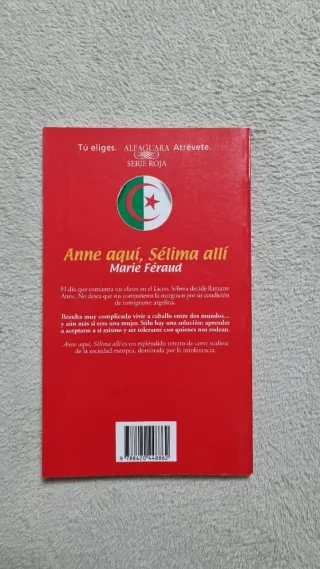 Tú eliges. ALFAGUARA Atrévete.
SERIE ROJA
Anne aquí, Sélima allí
Marie Féraud
El día que comienza sus clases en el Liceo, Sélima decide llamarse
Anne. No desea que sus compañeros la marginen por su condición
de inmigrante argelina.
Resulta muy complicado vivir a caballo entre dos mundos...
y aún más si eres una mujer. Sólo hay una solución: aprender
a aceptarse a sí mismo y ser tolerante con quienes nos rodean.
Anne aquí, Sélima allí es un espléndido retrato de corte realista
de la sociedad europea, dominada por la intolerancia.
9 788420 448862